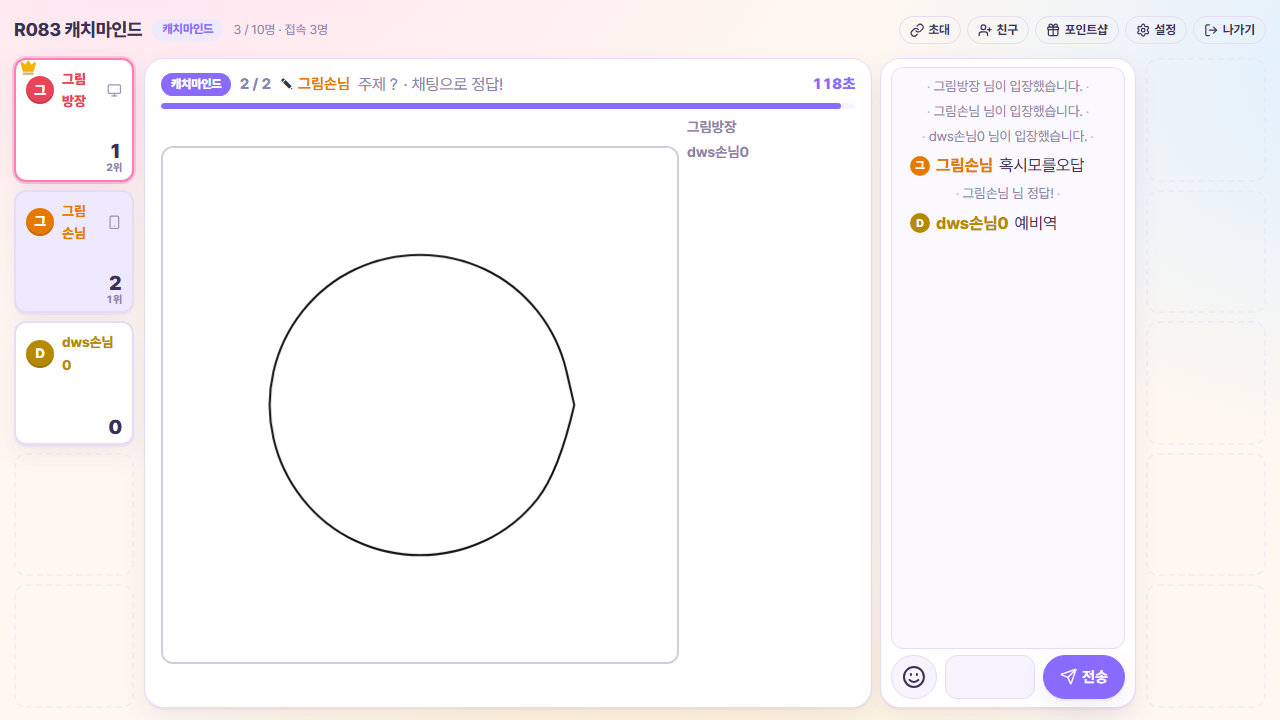 R083 캐치마인드 캐치마인드 3 / 10명 · 접속 3명 초대 친구 포인트샵 설정 나가기
그 그림
방장
1
2위
그 그림
손님
2
1위
D dws손님
0
0
캐치마인드 2 / 2 그림손님 주제 ? · 채팅으로 정답! 118초
그림방장
dws손님0
· 그림방장 님이 입장했습니다. ·
· 그림손님 님이 입장했습니다. ·
· dws손님0 님이 입장했습니다. ·
그 그림손님 혹시모를오답
· 그림손님 님 정답! ·
D dws손님0 예비역
전송